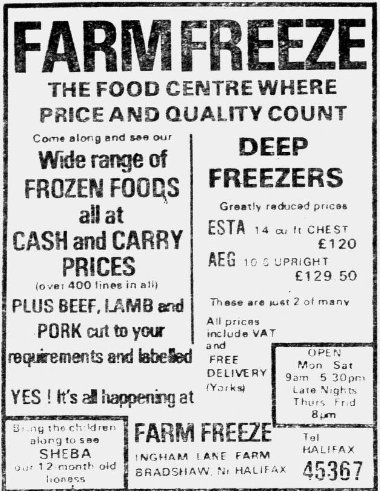 FARM FREEZE
THE FOOD CENTRE WHERE
PRICE AND QUALITY COUNT
Come along and see our
Wide range of
FROZEN FOODS
all at
CASH and CARRY
PRICES
(over 400 lines in all)
PLUS BEEF, LAMB and
PORK cut to your
requirements and labelled
YES ! It's all happening at
DEEP
FREEZERS
Greatly reduced prices
ESTA 14 cu ft CHEST
£120
AEG 10 5 UPRIGHT
£129 50
These are just 2 of many
All prices
include VAT
and
FREE
DELIVERY
(Yorks)
OPEN
Mon Sat
9am 5 30pm
Late Nights
Thurs Frid
8pm
Bring the children
along to see
SHEBA
our 12-month old
lioness
FARM FREEZE
INGHAM LANE FARM
BRADSHAW, Nr HALIFAX
Tel
HALIFAX
45367